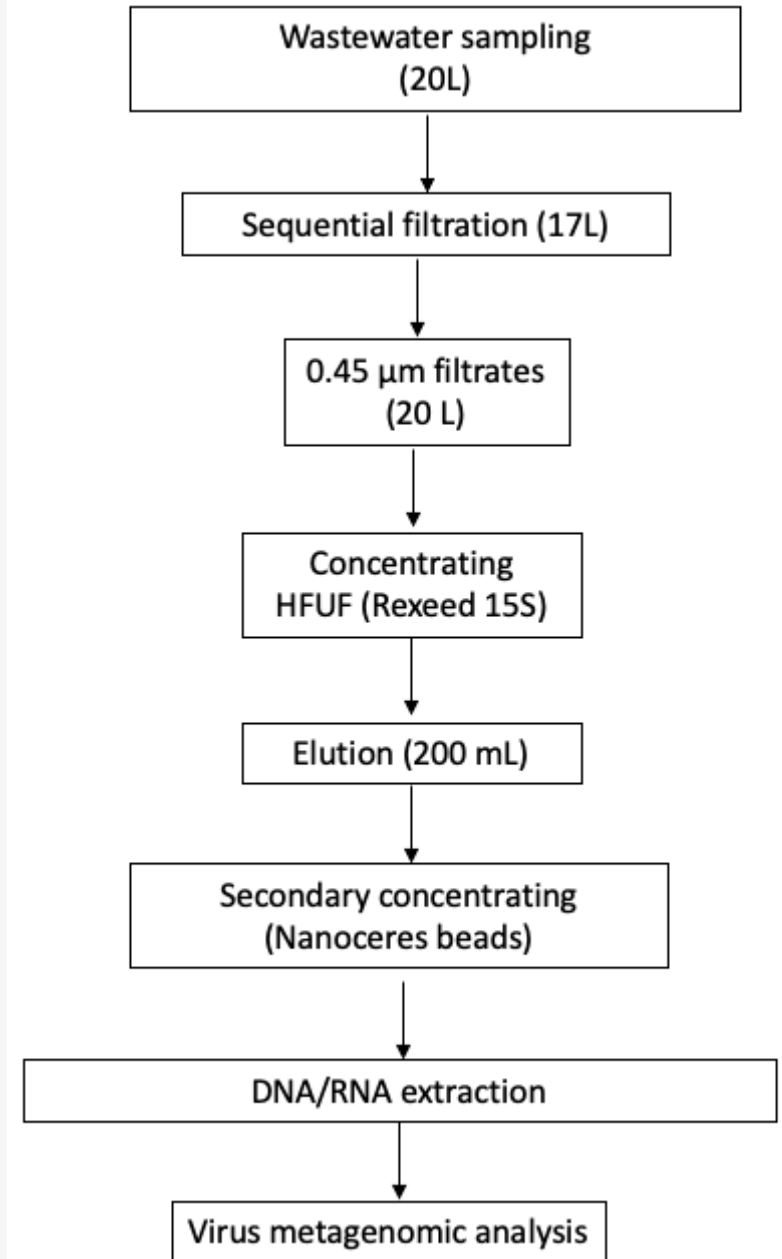 Wastewater sampling
(20L)
Sequential filtration (17L)
0.45 µm filtrates
(20 L)
Concentrating
HFUF (Rexeed 15S)
Elution (200 mL)
Secondary concentrating
(Nanoceres beads)
DNA/RNA extraction
Virus metagenomic analysis